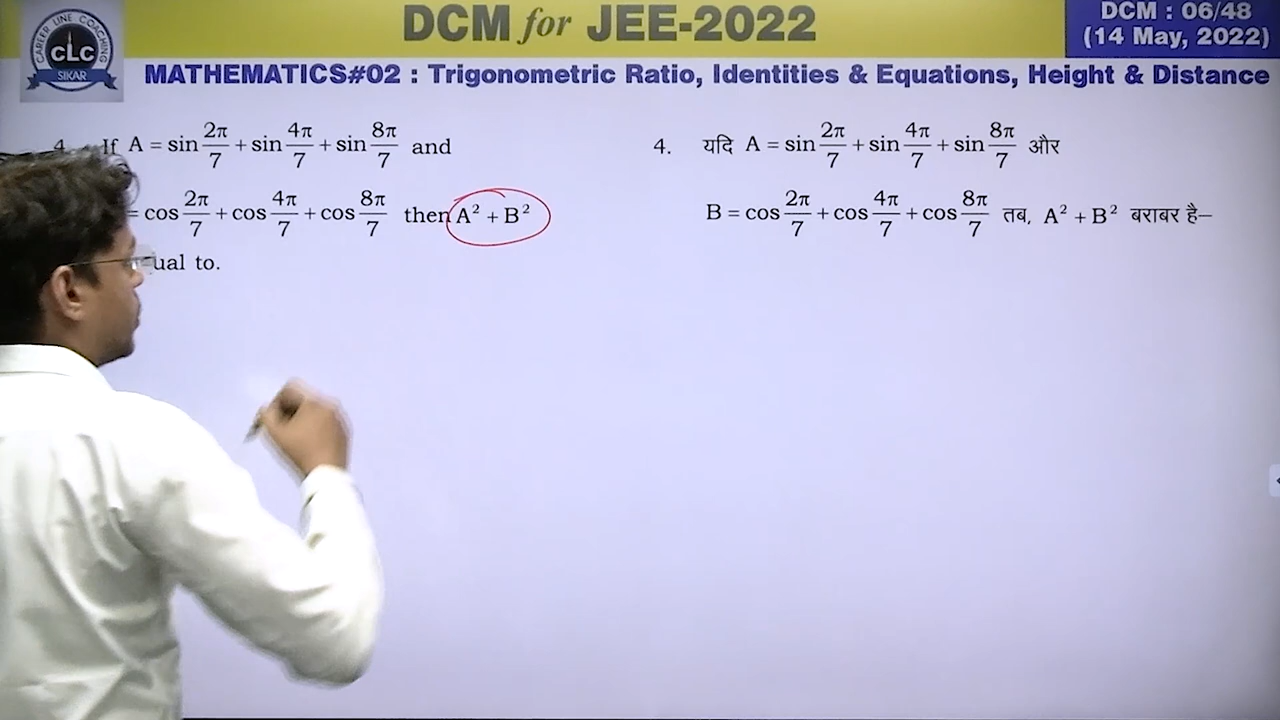 DCM for JEE-2022
DCM : 06/48
(14 May, 2022)
CAREER LINE COACHING
CLC
SIKAR
MATHEMATICS#02 : Trigonometric Ratio, Identities & Equations, Height & Distance
4. If A = sin 2π/7 + sin 4π/7 + sin 8π/7 and
= cos 2π/7 + cos 4π/7 + cos 8π/7 then A² + B²
ual to.
4. यदि A = sin 2π/7 + sin 4π/7 + sin 8π/7 और
B = cos 2π/7 + cos 4π/7 + cos 8π/7 तब, A² + B² बराबर है–